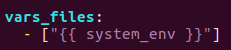 vars_files:
  - ["{{ system_env }}"]